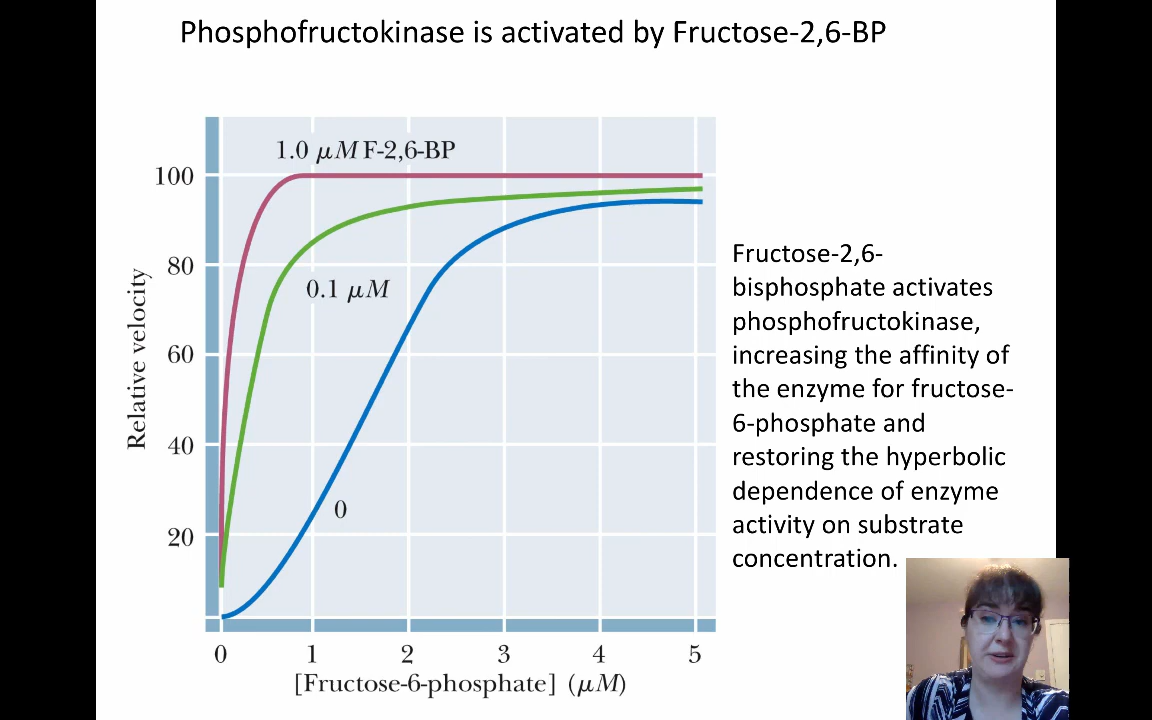 Phosphofructokinase is activated by Fructose-2,6-BP
1.0 μM F-2,6-BP
100
80
0.1 μM
60
40
0
20
Relative velocity
0 1 2 3 4 5
[Fructose-6-phosphate] (μM)
Fructose-2,6-
bisphosphate activates
phosphofructokinase,
increasing the affinity of
the enzyme for fructose-
6-phosphate and
restoring the hyperbolic
dependence of enzyme
activity on substrate
concentration.